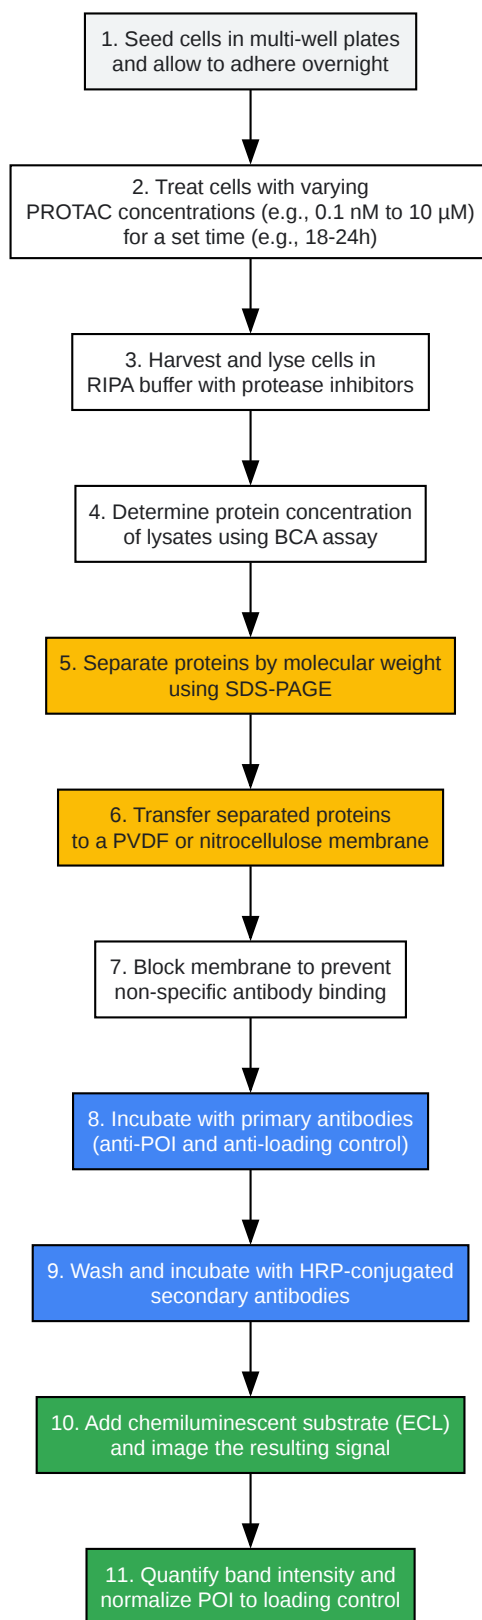 1. Seed cells in multi-well plates
and allow to adhere overnight
2. Treat cells with varying
PROTAC concentrations (e.g., 0.1 nM to 10 µM)
for a set time (e.g., 18-24h)
3. Harvest and lyse cells in
RIPA buffer with protease inhibitors
4. Determine protein concentration
of lysates using BCA assay
5. Separate proteins by molecular weight
using SDS-PAGE
6. Transfer separated proteins
to a PVDF or nitrocellulose membrane
7. Block membrane to prevent
non-specific antibody binding
8. Incubate with primary antibodies
(anti-POI and anti-loading control)
9. Wash and incubate with HRP-conjugated
secondary antibodies
10. Add chemiluminescent substrate (ECL)
and image the resulting signal
11. Quantify band intensity and
normalize POI to loading control